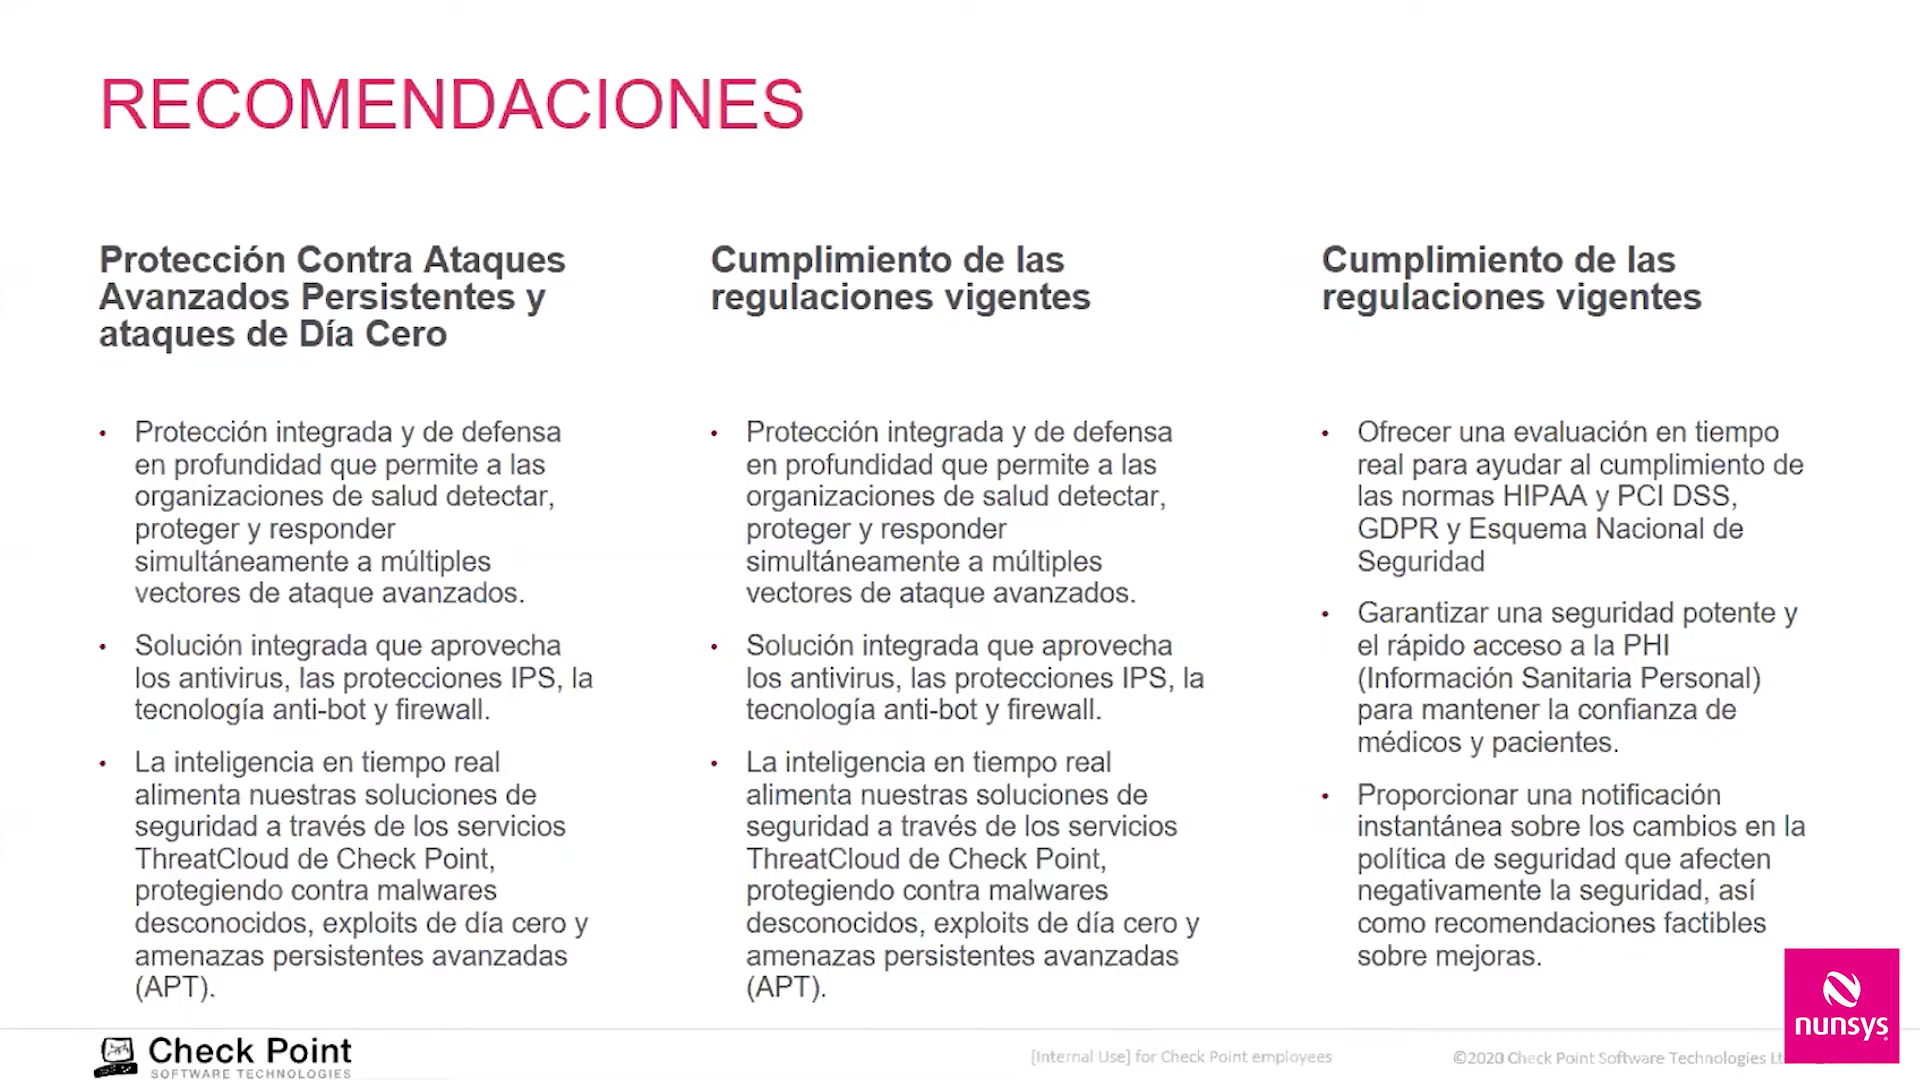 RECOMENDACIONES
Protección Contra Ataques
Avanzados Persistentes y
ataques de Día Cero
• Protección integrada y de defensa
en profundidad que permite a las
organizaciones de salud detectar,
proteger y responder
simultáneamente a múltiples
vectores de ataque avanzados.
• Solución integrada que aprovecha
los antivirus, las protecciones IPS, la
tecnología anti-bot y firewall.
• La inteligencia en tiempo real
alimenta nuestras soluciones de
seguridad a través de los servicios
ThreatCloud de Check Point,
protegiendo contra malwares
desconocidos, exploits de día cero y
amenazas persistentes avanzadas
(APT).
Cumplimiento de las
regulaciones vigentes
• Protección integrada y de defensa
en profundidad que permite a las
organizaciones de salud detectar,
proteger y responder
simultáneamente a múltiples
vectores de ataque avanzados.
• Solución integrada que aprovecha
los antivirus, las protecciones IPS, la
tecnología anti-bot y firewall.
• La inteligencia en tiempo real
alimenta nuestras soluciones de
seguridad a través de los servicios
ThreatCloud de Check Point,
protegiendo contra malwares
desconocidos, exploits de día cero y
amenazas persistentes avanzadas
(APT).
Cumplimiento de las
regulaciones vigentes
• Ofrecer una evaluación en tiempo
real para ayudar al cumplimiento de
las normas HIPAA y PCI DSS,
GDPR y Esquema Nacional de
Seguridad
• Garantizar una seguridad potente y
el rápido acceso a la PHI
(Información Sanitaria Personal)
para mantener la confianza de
médicos y pacientes.
• Proporcionar una notificación
instantánea sobre los cambios en la
política de seguridad que afecten
negativamente la seguridad, así
como recomendaciones factibles
sobre mejoras.
nunsys
Check Point
SOFTWARE TECHNOLOGIES
[Internal Use] for Check Point employees
©2020 Check Point Software Technologies